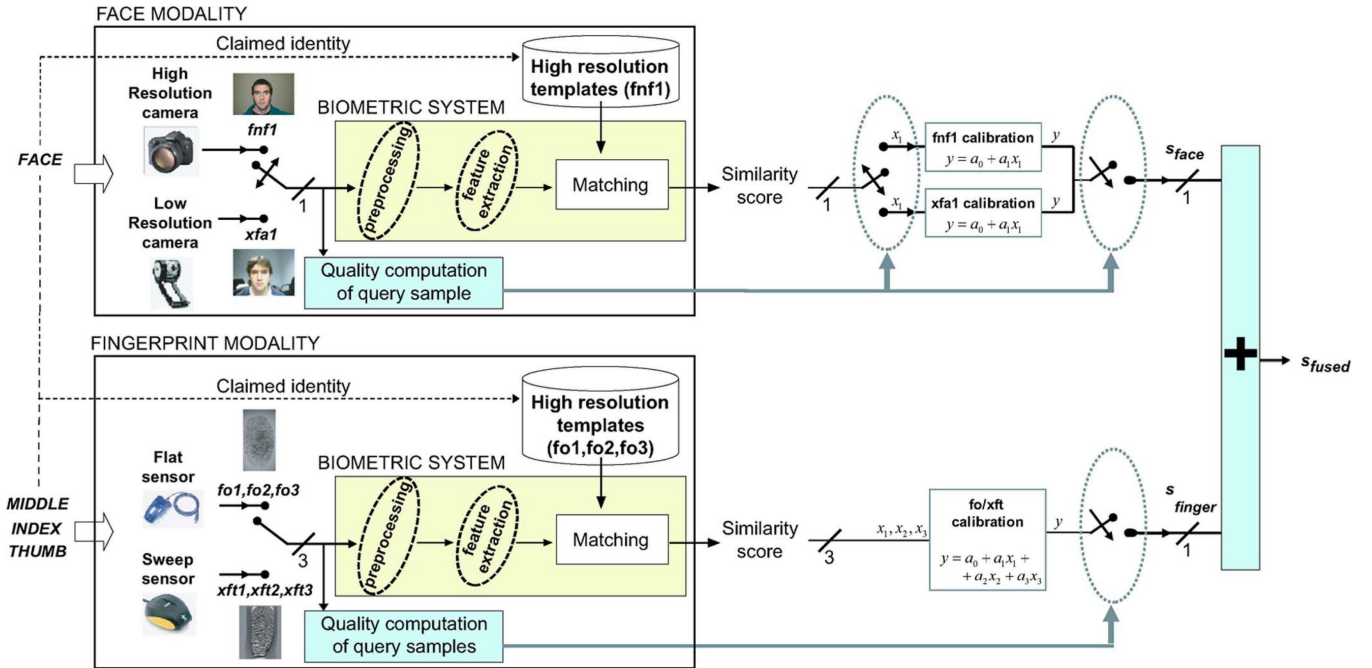 FACE MODALITY
Claimed identity
High
Resolution
camera
fnf1
High resolution
templates (fnf1)
BIOMETRIC SYSTEM
FACE
preprocessing
feature
extraction
Matching
1
Low
Resolution
camera
xfa1
Quality computation
of query sample
Similarity
score
1
x₁
fnf1 calibration
y = a₀ + a₁x₁
y
x₁
xfa1 calibration
y = a₀ + a₁x₁
y
s_face
1
+
s_fused
FINGERPRINT MODALITY
Claimed identity
High resolution
templates
(fo1,fo2,fo3)
BIOMETRIC SYSTEM
Flat
sensor
fo1,fo2,fo3
MIDDLE
INDEX
THUMB
preprocessing
feature
extraction
Matching
3
Sweep
sensor
xft1,xft2,xft3
Quality computation
of query samples
Similarity
score
3
x₁, x₂, x₃
fo/xft
calibration
y = a₀ + a₁x₁ +
+ a₂x₂ + a₃x₃
y
s
finger
1